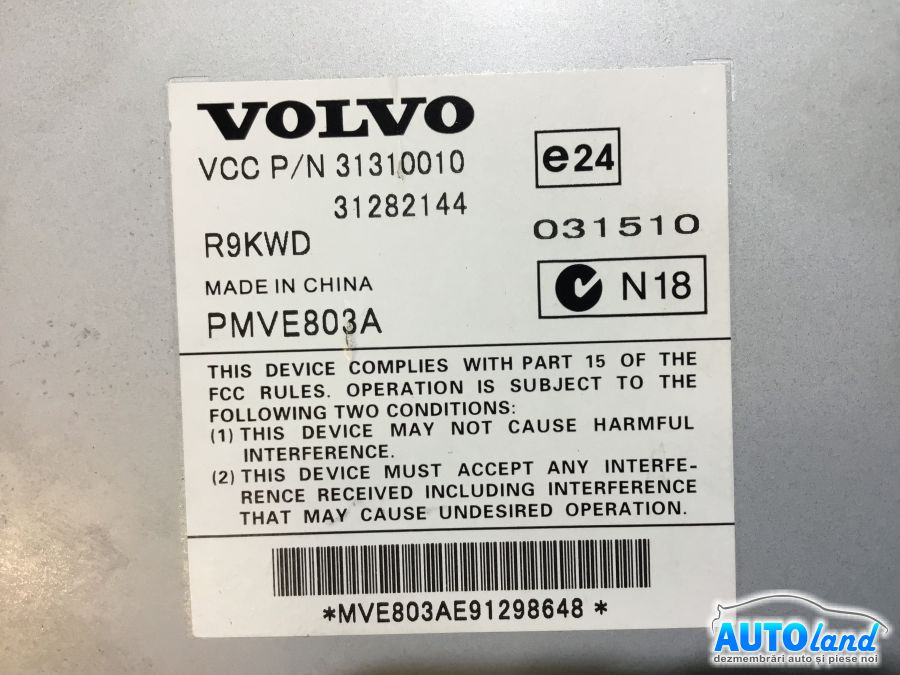 VOLVO
VCC P/N 31310010
31282144
R9KWD
MADE IN CHINA
PMVE803A
e24
031510
N18
THIS DEVICE COMPLIES WITH PART 15 OF THE
FCC RULES. OPERATION IS SUBJECT TO THE
FOLLOWING TWO CONDITIONS:
(1) THIS DEVICE MAY NOT CAUSE HARMFUL
INTERFERENCE.
(2) THIS DEVICE MUST ACCEPT ANY INTERFE-
RENCE RECEIVED INCLUDING INTERFERENCE
THAT MAY CAUSE UNDESIRED OPERATION.
*MVE803AE91298648*
AUTOland
dezmembrări auto și piese noi